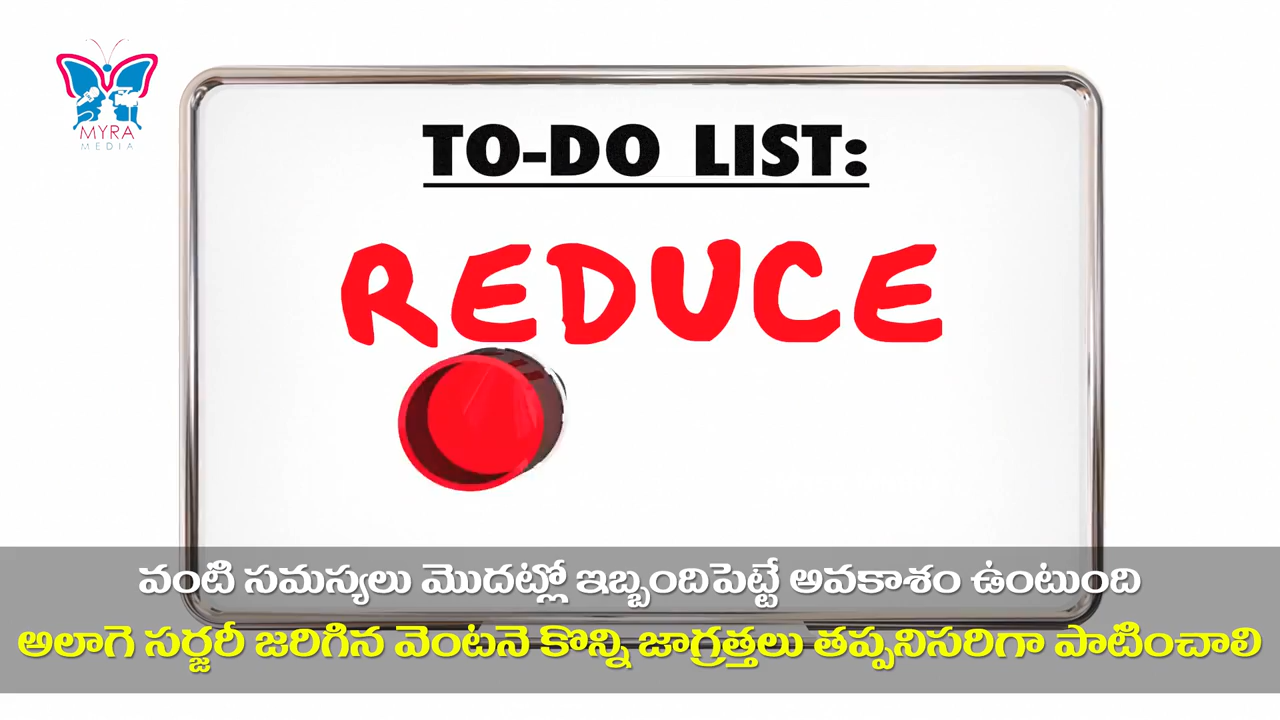 MYRA
MEDIA
TO-DO LIST:
REDUCE
వంటి సమస్యలు మొదట్లో ఇబ్బందిపెట్టే అవకాశం ఉంటుంది
అలాగె సర్జరీ జరిగిన వెంటనె కొన్ని జాగ్రత్తలు తప్పనిసరిగా పాటించాలి